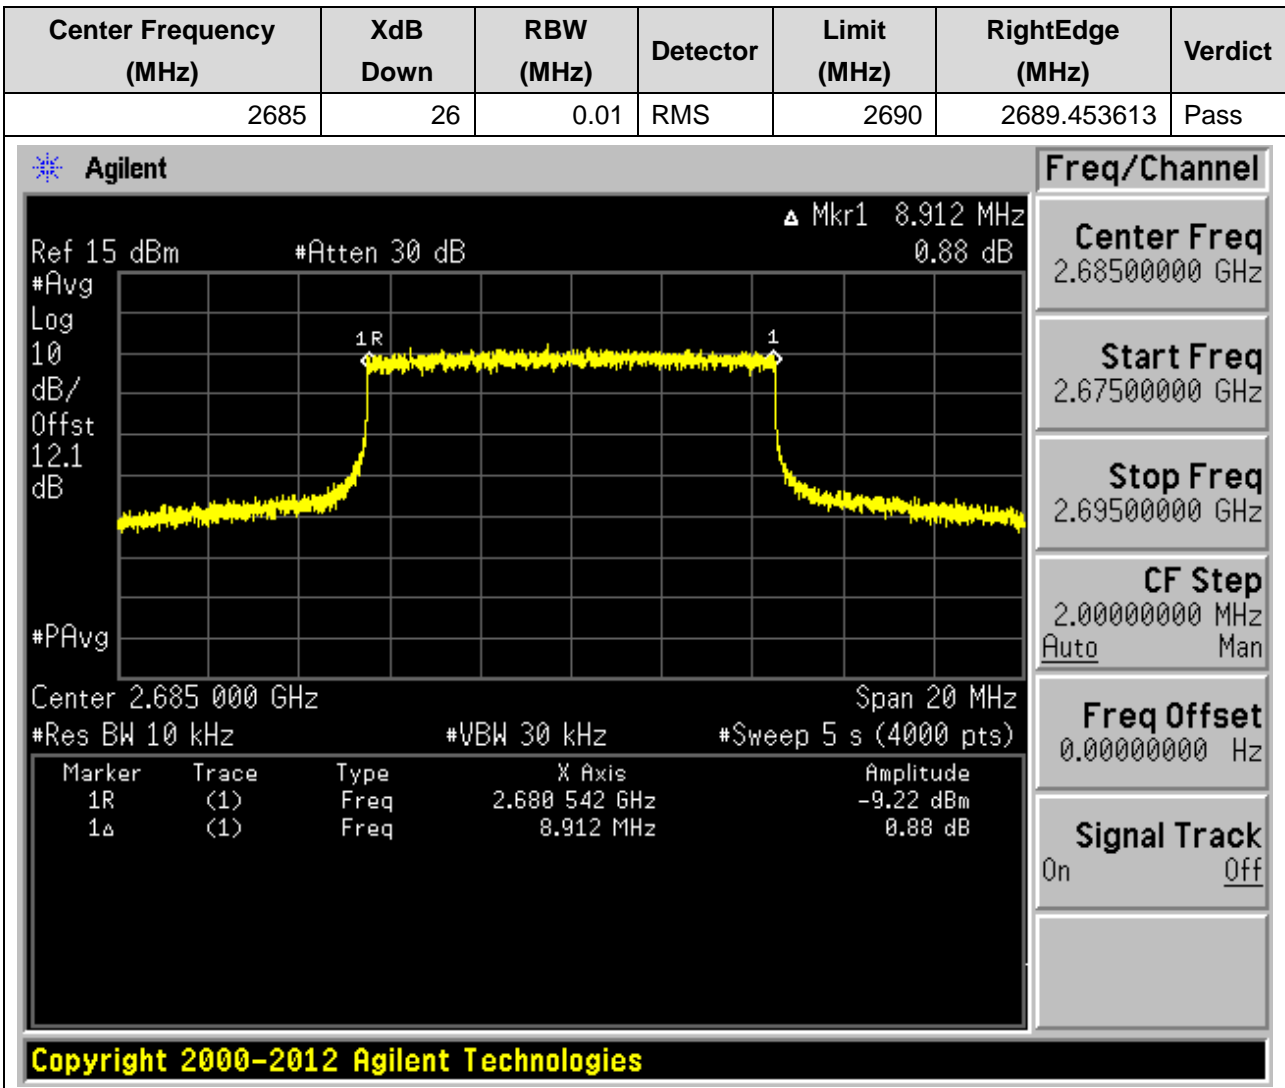 Center Frequency (MHz) XdB Down RBW (MHz) Detector Limit (MHz) RightEdge (MHz) Verdict
2685 26 0.01 RMS 2690 2689.453613 Pass
Agilent
Freq/Channel
Δ Mkr1 8.912 MHz
Ref 15 dBm #Atten 30 dB 0.88 dB
#Avg
Log
10
dB/
Offst
12.1
dB
1R
1
#PAvg
Center 2.685 000 GHz Span 20 MHz
#Res BW 10 kHz #VBW 30 kHz #Sweep 5 s (4000 pts)
Marker Trace Type X Axis Amplitude
1R (1) Freq 2.680 542 GHz -9.22 dBm
1Δ (1) Freq 8.912 MHz 0.88 dB
Center Freq
2.68500000 GHz
Start Freq
2.67500000 GHz
Stop Freq
2.69500000 GHz
CF Step
2.00000000 MHz
Auto Man
Freq Offset
0.00000000 Hz
Signal Track
On Off
Copyright 2000-2012 Agilent Technologies